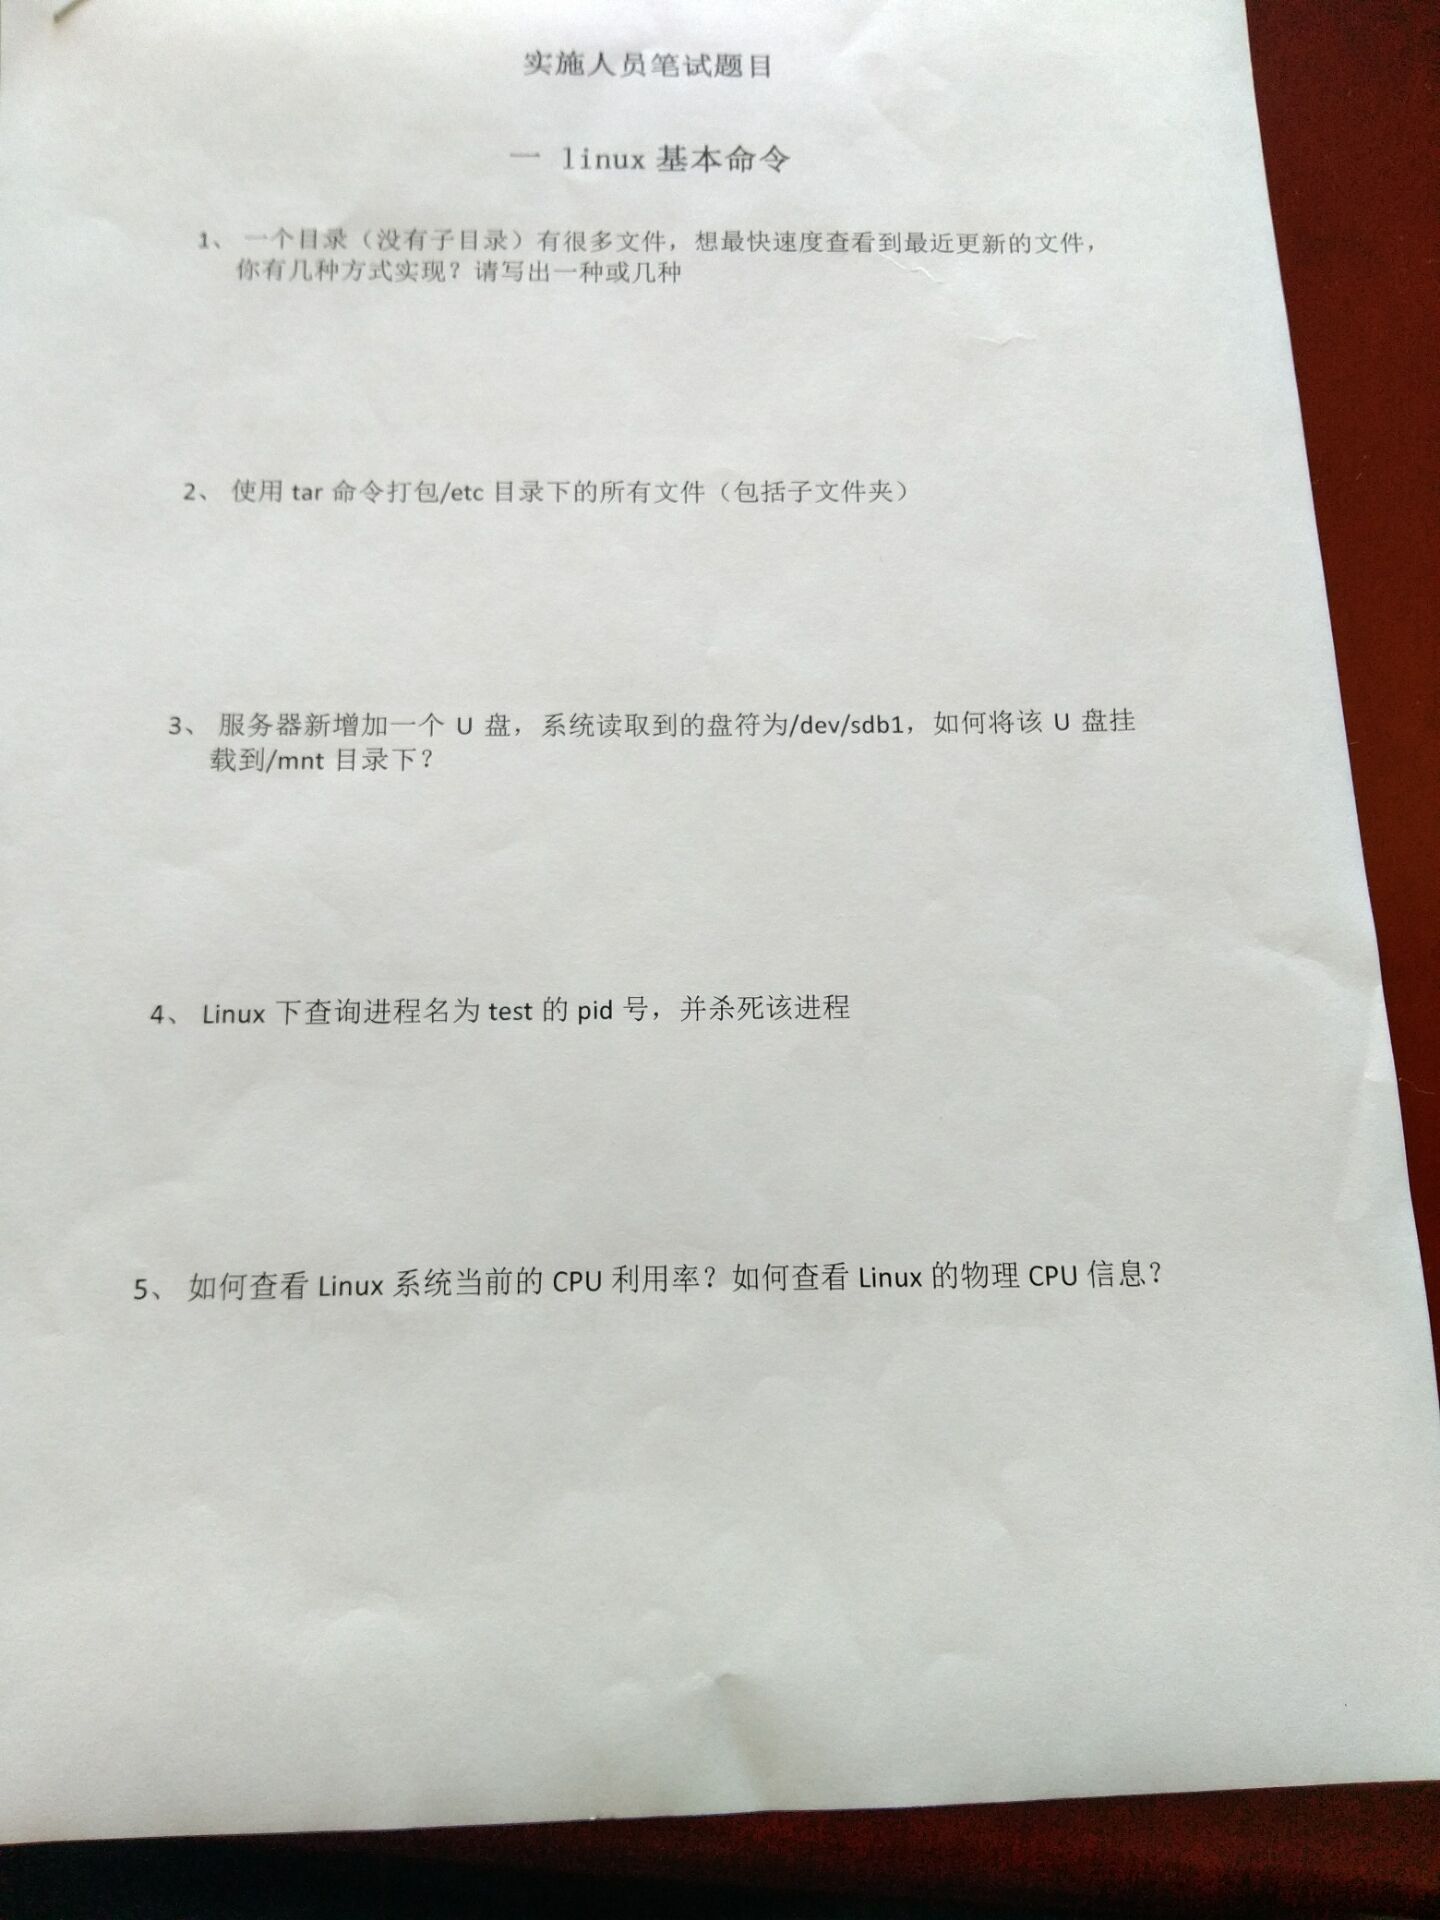 实施人员笔试题目
一 linux 基本命令
1、 一个目录（没有子目录）有很多文件，想最快速度查看到最近更新的文件，
你有几种方式实现？请写出一种或几种
2、 使用 tar 命令打包/etc 目录下的所有文件（包括子文件夹）
3、 服务器新增加一个 U 盘，系统读取到的盘符为/dev/sdb1，如何将该 U 盘挂
载到/mnt 目录下？
4、 Linux 下查询进程名为 test 的 pid 号，并杀死该进程
5、 如何查看 Linux 系统当前的 CPU 利用率？如何查看 Linux 的物理 CPU 信息？